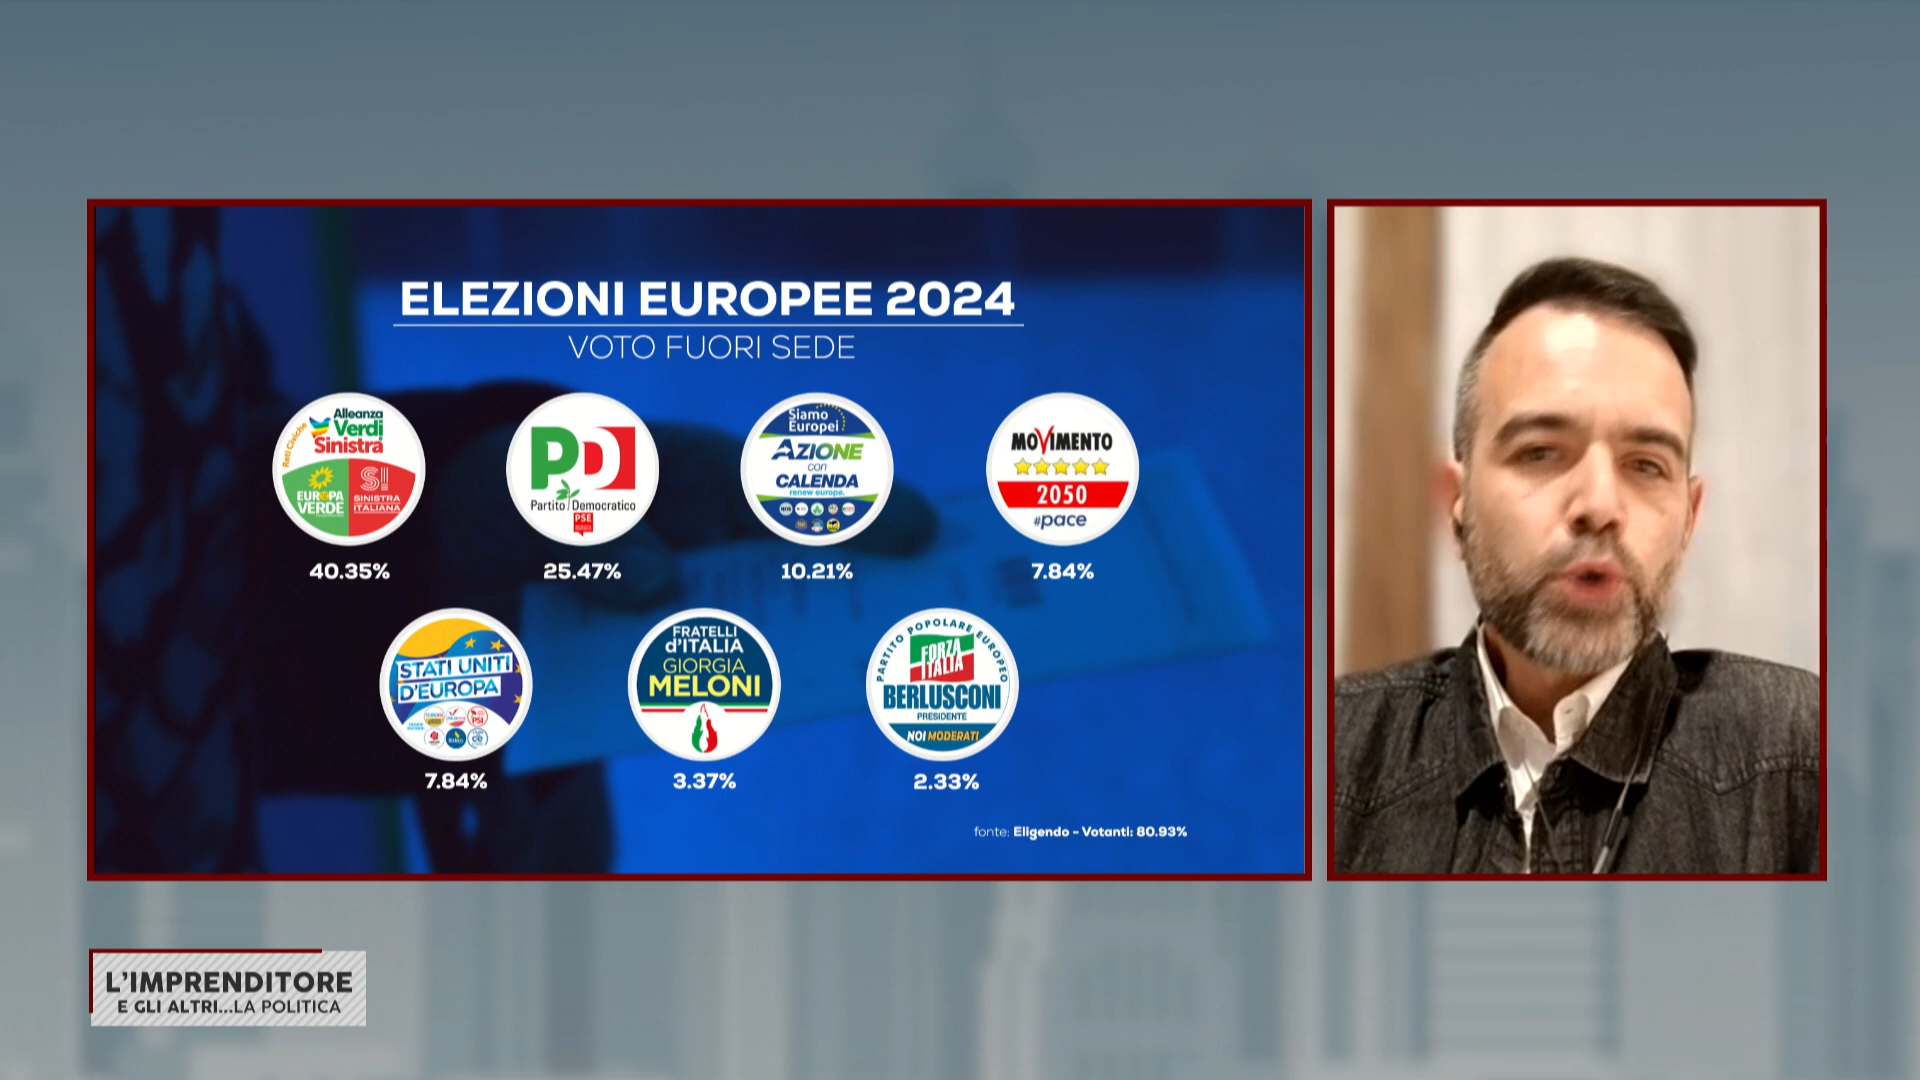 ELEZIONI EUROPEE 2024
VOTO FUORI SEDE
Reti Civiche
Alleanza
Verdi
Sinistra
EUROPA
VERDE
SI
SINISTRA
ITALIANA
40.35%
PD
Partito Democratico
PSE
25.47%
Siamo
Europei
AZIONE
con
CALENDA
renew europe.
10.21%
MOVIMENTO
2050
#pace
7.84%
STATI UNITI
D'EUROPA
PSI
7.84%
FRATELLI
d'ITALIA
GIORGIA
MELONI
3.37%
PARTITO POPOLARE EUROPEO
FORZA
ITALIA
BERLUSCONI
PRESIDENTE
NOI MODERATI
2.33%
fonte: Eligendo - Votanti: 80.93%
L'IMPRENDITORE
E GLI ALTRI...LA POLITICA